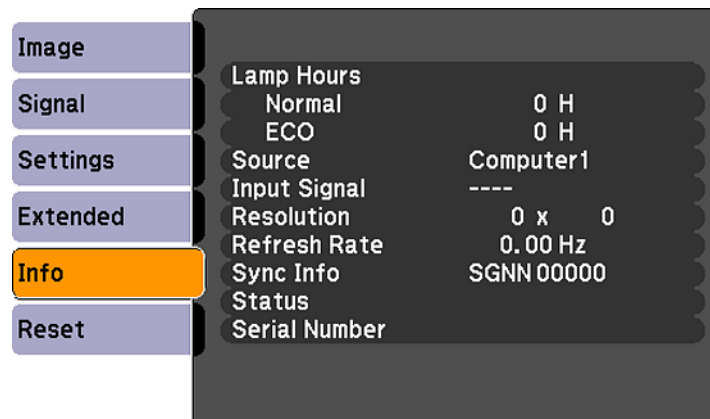 Image
Signal
Settings
Extended
Info
Reset
Lamp Hours
Normal 0 H
ECO 0 H
Source Computer1
Input Signal ----
Resolution 0 x 0
Refresh Rate 0.00 Hz
Sync Info SGNN 00000
Status
Serial Number